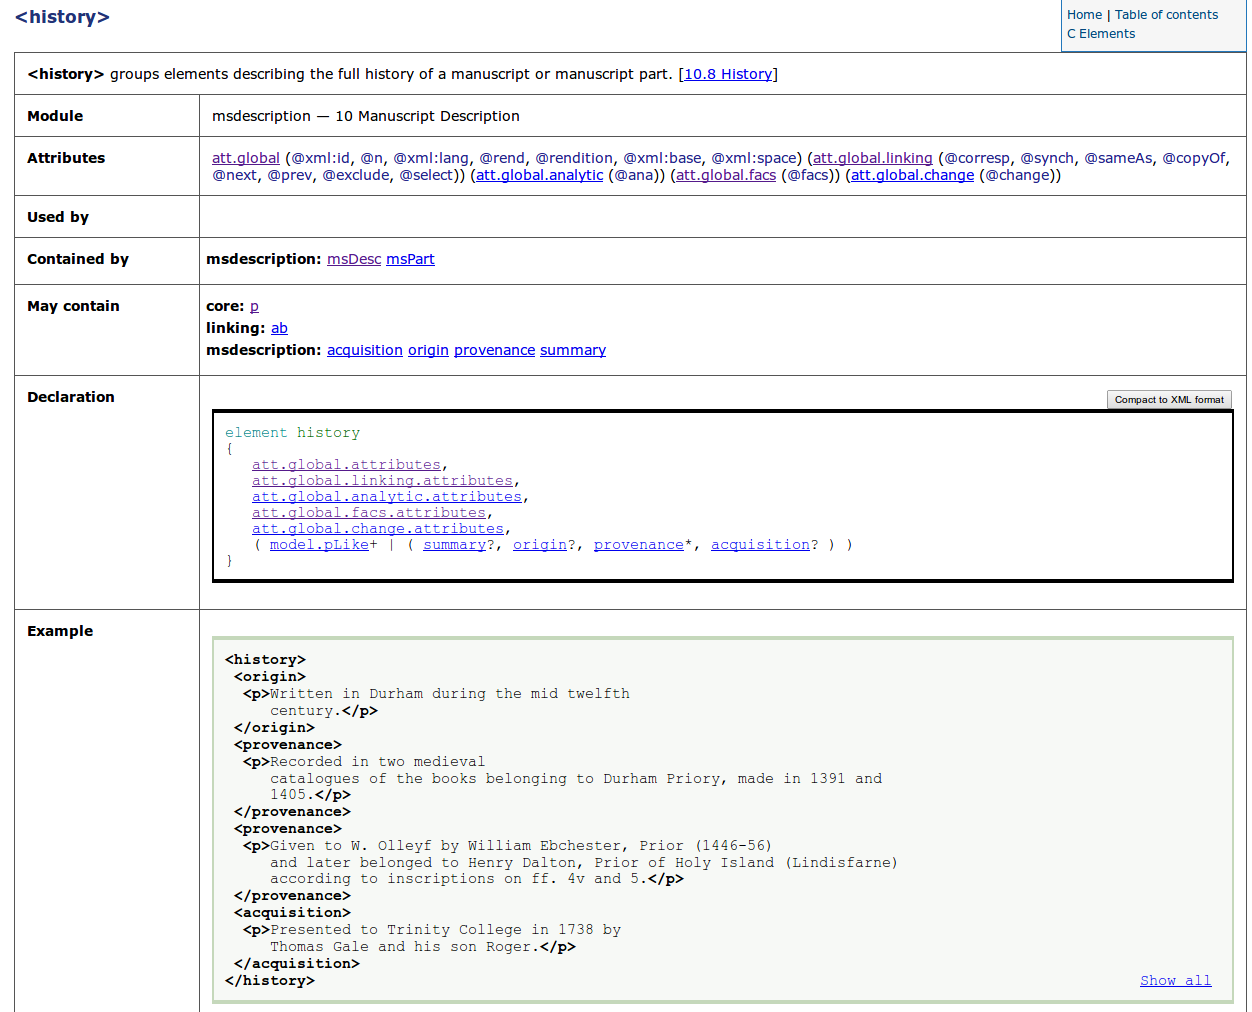 <history>
Home | Table of contents
C Elements
<history> groups elements describing the full history of a manuscript or manuscript part. [10.8 History]
Module msdescription — 10 Manuscript Description
Attributes att.global (@xml:id, @n, @xml:lang, @rend, @rendition, @xml:base, @xml:space) (att.global.linking (@corresp, @synch, @sameAs, @copyOf,
@next, @prev, @exclude, @select)) (att.global.analytic (@ana)) (att.global.facs (@facs)) (att.global.change (@change))
Used by
Contained by msdescription: msDesc msPart
May contain core: p
linking: ab
msdescription: acquisition origin provenance summary
Declaration
Compact to XML format
element history
{
   att.global.attributes,
   att.global.linking.attributes,
   att.global.analytic.attributes,
   att.global.facs.attributes,
   att.global.change.attributes,
   ( model.pLike+ | ( summary?, origin?, provenance*, acquisition? ) )
}
Example
<history>
 <origin>
  <p>Written in Durham during the mid twelfth
     century.</p>
 </origin>
 <provenance>
  <p>Recorded in two medieval
     catalogues of the books belonging to Durham Priory, made in 1391 and
     1405.</p>
 </provenance>
 <provenance>
  <p>Given to W. Olleyf by William Ebchester, Prior (1446-56)
     and later belonged to Henry Dalton, Prior of Holy Island (Lindisfarne)
     according to inscriptions on ff. 4v and 5.</p>
 </provenance>
 <acquisition>
  <p>Presented to Trinity College in 1738 by
     Thomas Gale and his son Roger.</p>
 </acquisition>
</history>
Show all